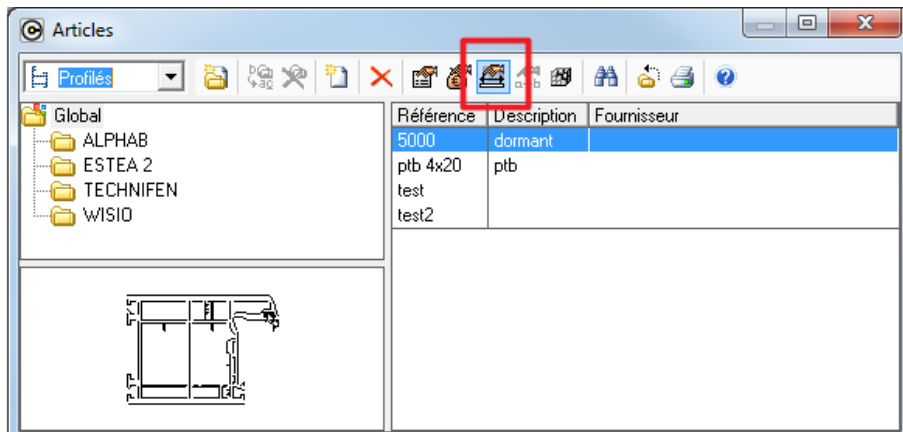 Articles
Profilés
Global
ALPHAB
ESTEA 2
TECHNIFEN
WISIO
Référence Description Fournisseur
5000 dormant
ptb 4x20 ptb
test
test2